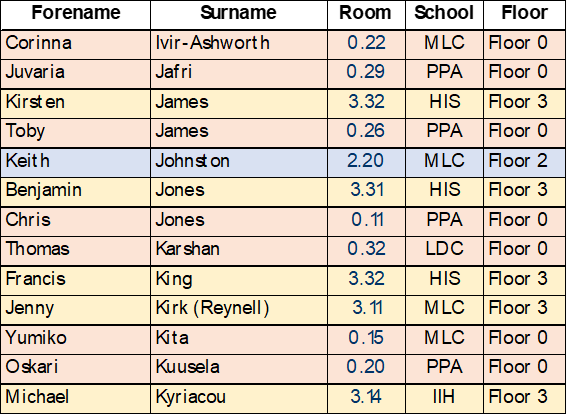 Forename Surname Room School Floor
Corinna Ivir-Ashworth 0.22 MLC Floor 0
Juvaria Jafri 0.29 PPA Floor 0
Kirsten James 3.32 HIS Floor 3
Toby James 0.26 PPA Floor 0
Keith Johnston 2.20 MLC Floor 2
Benjamin Jones 3.31 HIS Floor 3
Chris Jones 0.11 PPA Floor 0
Thomas Karshan 0.32 LDC Floor 0
Francis King 3.32 HIS Floor 3
Jenny Kirk (Reynell) 3.11 MLC Floor 3
Yumiko Kita 0.15 MLC Floor 0
Oskari Kuusela 0.20 PPA Floor 0
Michael Kyriacou 3.14 IIH Floor 3